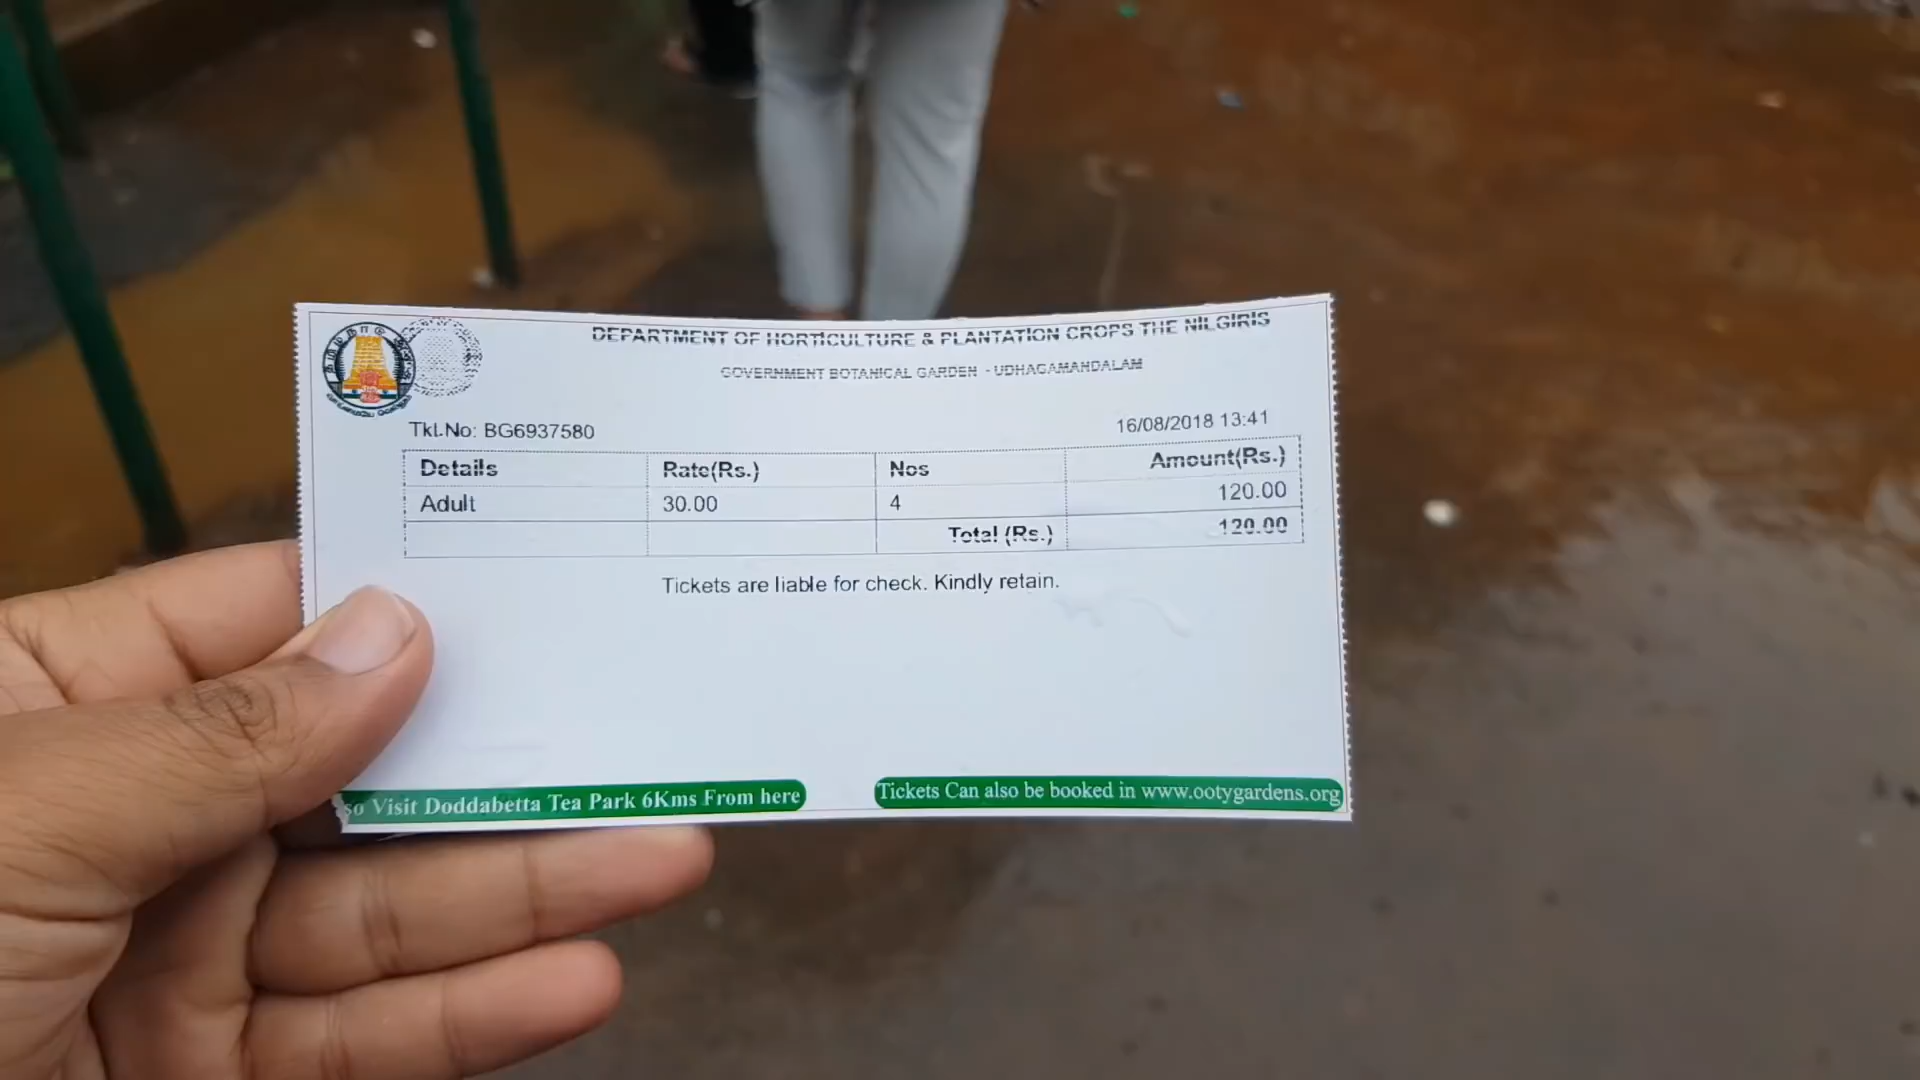 DEPARTMENT OF HORTICULTURE & PLANTATION CROPS THE NILGIRIS
GOVERNMENT BOTANICAL GARDEN - UDHAGAMANDALAM
Tkt.No: BG6937580 16/08/2018 13:41
Details Rate(Rs.) Nos Amount(Rs.)
Adult 30.00 4 120.00
Total (Rs.) 120.00
Tickets are liable for check. Kindly retain.
so Visit Doddabetta Tea Park 6Kms From here
Tickets Can also be booked in www.ootygardens.org